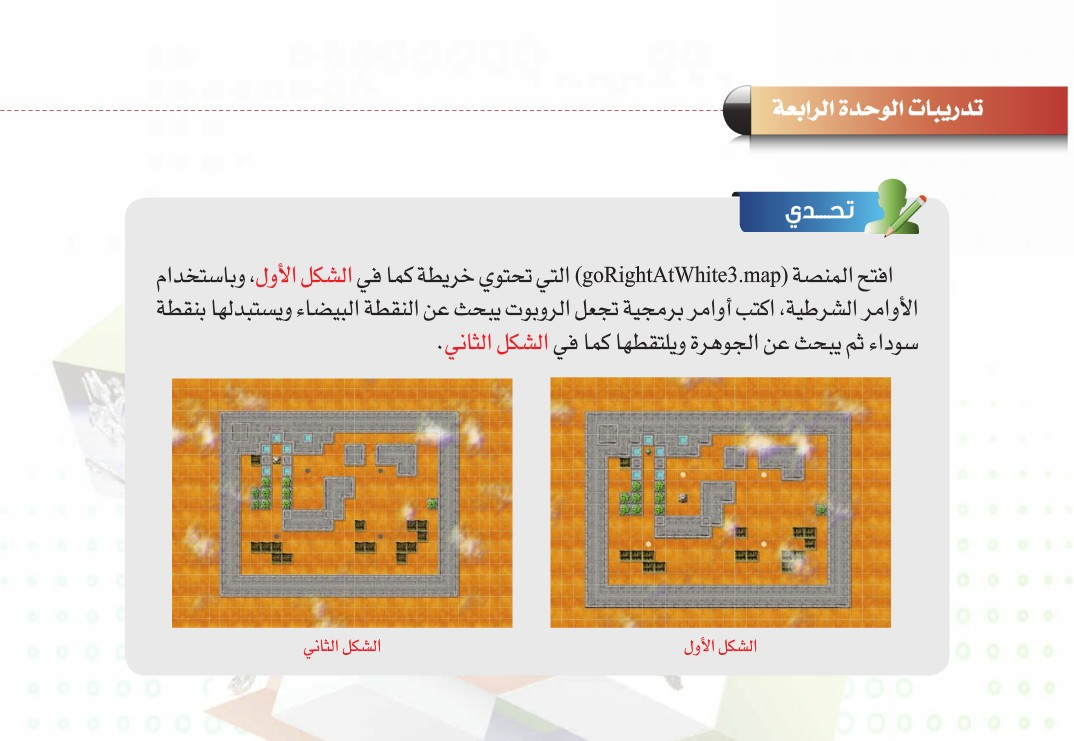 تدريبات الوحدة الرابعة
تحـــدي
افتح المنصة (goRightAtWhite3.map) التي تحتوي خريطة كما في الشكل الأول، وباستخدام
الأوامر الشرطية، اكتب أوامر برمجية تجعل الروبوت يبحث عن النقطة البيضاء ويستبدلها بنقطة
سوداء ثم يبحث عن الجوهرة ويلتقطها كما في الشكل الثاني.
الشكل الأول
الشكل الثاني